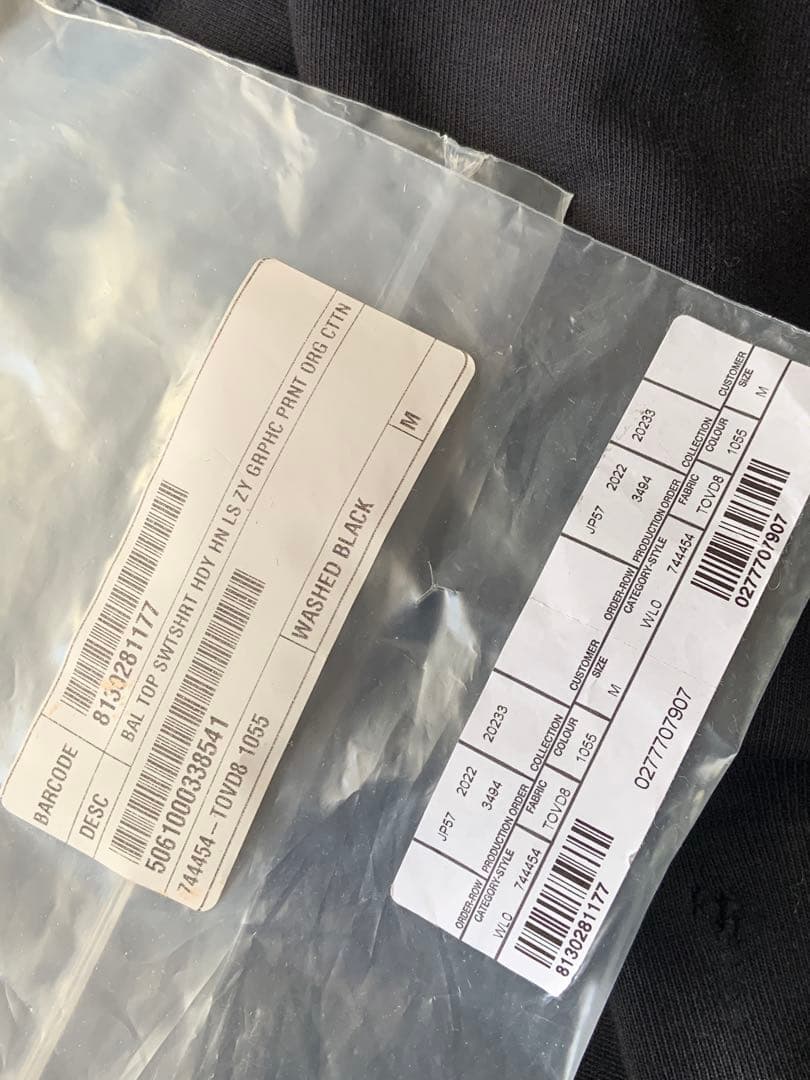 BARCODE
8130281177
DESC
BAL TOP SWTSHRT HDY HN LS ZY GRPHC PRNT ORG CTTN
5061000338541
744454 - TOVD8 1055
WASHED BLACK
M
JP57 2022 20233
3494
ORDER-ROW PRODUCTION ORDER COLLECTION CUSTOMER
CATEGORY-STYLE FABRIC COLOUR SIZE
WL0 744454 TOVD8 1055 M
8130281177
0277707907
JP57 2022 20233
3494
ORDER-ROW PRODUCTION ORDER COLLECTION CUSTOMER
CATEGORY-STYLE FABRIC COLOUR SIZE
WL0 744454 TOVD8 1055 M
0277707907